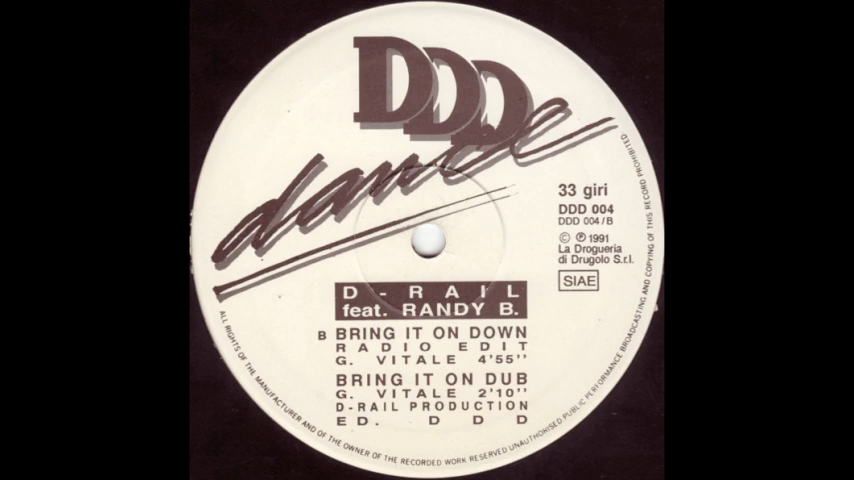 DDD
dance
33 giri
DDD 004
DDD 004/B
© ℗ 1991
La Drogueria
di Drugolo S.r.l.
SIAE
D-RAIL
feat. RANDY B.
B BRING IT ON DOWN
RADIO EDIT
G. VITALE 4'55''
BRING IT ON DUB
G. VITALE 2'10''
D-RAIL PRODUCTION
ED. DDD
ALL RIGHTS OF THE MANUFACTURER AND OF THE OWNER OF THE RECORDED WORK RESERVED UNAUTHORISED PUBLIC PERFORMANCE BROADCASTING AND COPYING OF THIS RECORD PROHIBITED